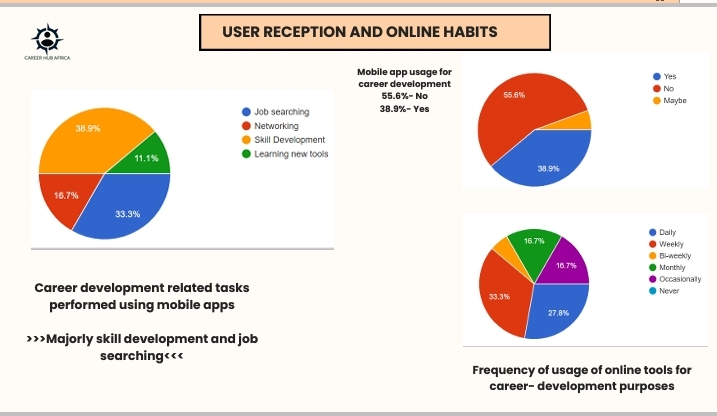 USER RECEPTION AND ONLINE HABITS
CAREER HUB AFRICA
38.9%
11.1%
16.7%
33.3%
Job searching
Networking
Skill Development
Learning new tools
Career development related tasks
performed using mobile apps
>>>Majorly skill development and job
searching<<<
Mobile app usage for
career development
55.6%- No
38.9%- Yes
55.6%
38.9%
Yes
No
Maybe
16.7%
16.7%
33.3%
27.8%
Daily
Weekly
Bi-weekly
Monthly
Occasionally
Never
Frequency of usage of online tools for
career- development purposes